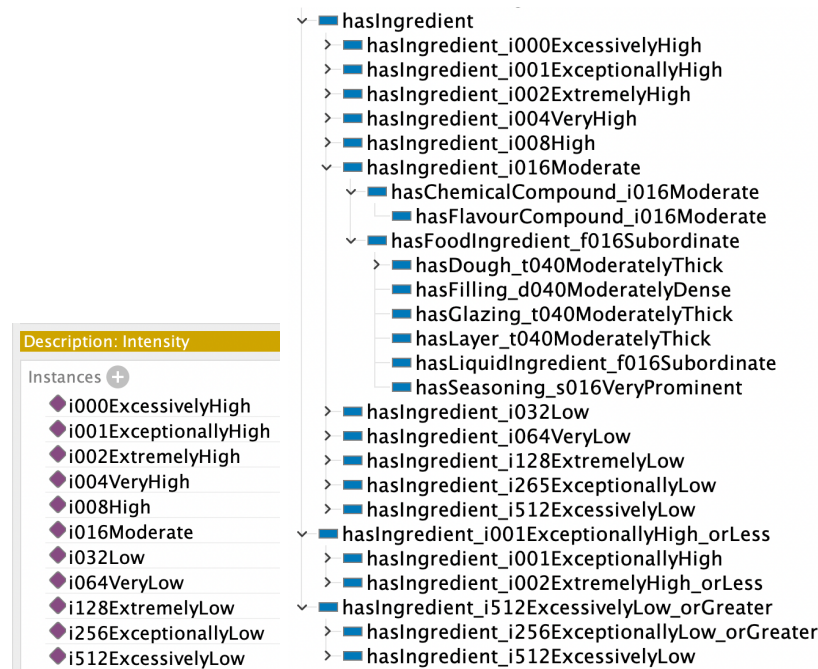 Description: Intensity
Instances
i000ExcessivelyHigh
i001ExceptionallyHigh
i002ExtremelyHigh
i004VeryHigh
i008High
i016Moderate
i032Low
i064VeryLow
i128ExtremelyLow
i256ExceptionallyLow
i512ExcessivelyLow
hasIngredient
hasIngredient_i000ExcessivelyHigh
hasIngredient_i001ExceptionallyHigh
hasIngredient_i002ExtremelyHigh
hasIngredient_i004VeryHigh
hasIngredient_i008High
hasIngredient_i016Moderate
hasChemicalCompound_i016Moderate
hasFlavourCompound_i016Moderate
hasFoodIngredient_f016Subordinate
hasDough_t040ModeratelyThick
hasFilling_d040ModeratelyDense
hasGlazing_t040ModeratelyThick
hasLayer_t040ModeratelyThick
hasLiquidIngredient_f016Subordinate
hasSeasoning_s016VeryProminent
hasIngredient_i032Low
hasIngredient_i064VeryLow
hasIngredient_i128ExtremelyLow
hasIngredient_i265ExceptionallyLow
hasIngredient_i512ExcessivelyLow
hasIngredient_i001ExceptionallyHigh_orLess
hasIngredient_i001ExceptionallyHigh
hasIngredient_i002ExtremelyHigh_orLess
hasIngredient_i512ExcessivelyLow_orGreater
hasIngredient_i256ExceptionallyLow_orGreater
hasIngredient_i512ExcessivelyLow